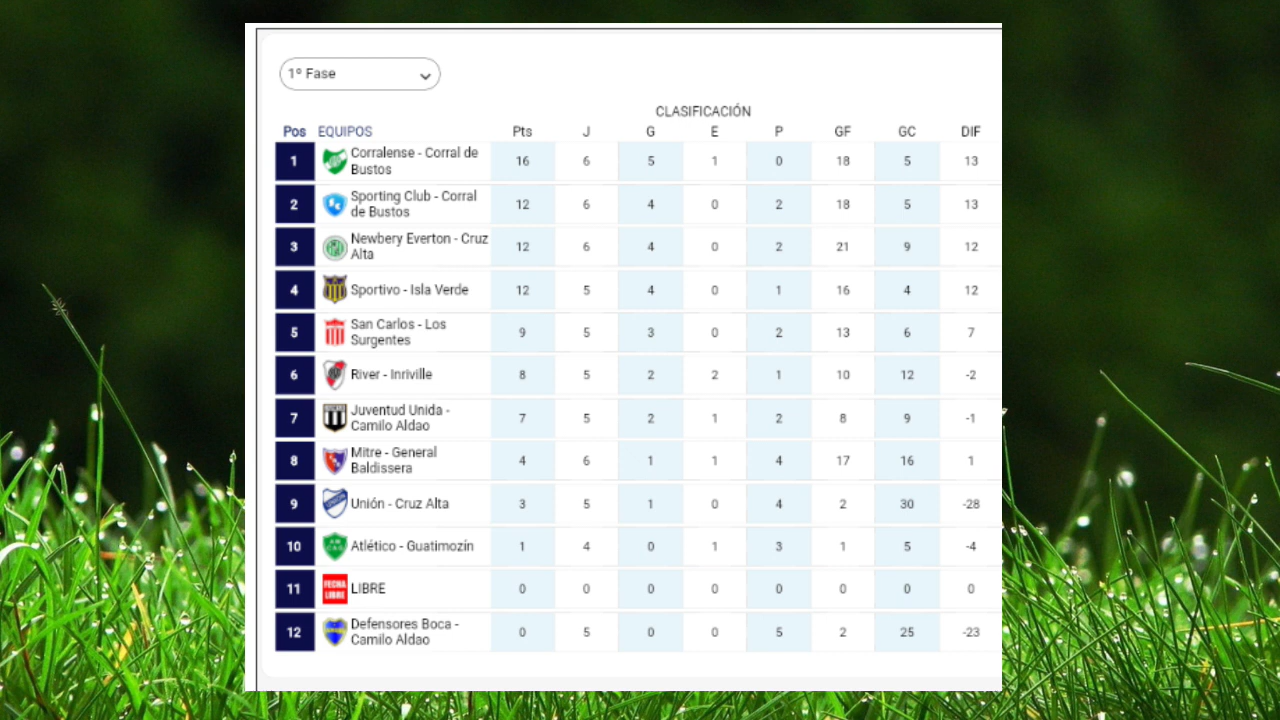 1º Fase
CLASIFICACIÓN
Pos EQUIPOS Pts J G E P GF GC DIF
1 Corralense - Corral de Bustos 16 6 5 1 0 18 5 13
2 Sporting Club - Corral de Bustos 12 6 4 0 2 18 5 13
3 Newbery Everton - Cruz Alta 12 6 4 0 2 21 9 12
4 Sportivo - Isla Verde 12 5 4 0 1 16 4 12
5 San Carlos - Los Surgentes 9 5 3 0 2 13 6 7
6 River - Inriville 8 5 2 2 1 10 12 -2
7 Juventud Unida - Camilo Aldao 7 5 2 1 2 8 9 -1
8 Mitre - General Baldissera 4 6 1 1 4 17 16 1
9 Unión - Cruz Alta 3 5 1 0 4 2 30 -28
10 Atlético - Guatimozín 1 4 0 1 3 1 5 -4
11 FECHA LIBRE LIBRE 0 0 0 0 0 0 0 0
12 Defensores Boca - Camilo Aldao 0 5 0 0 5 2 25 -23